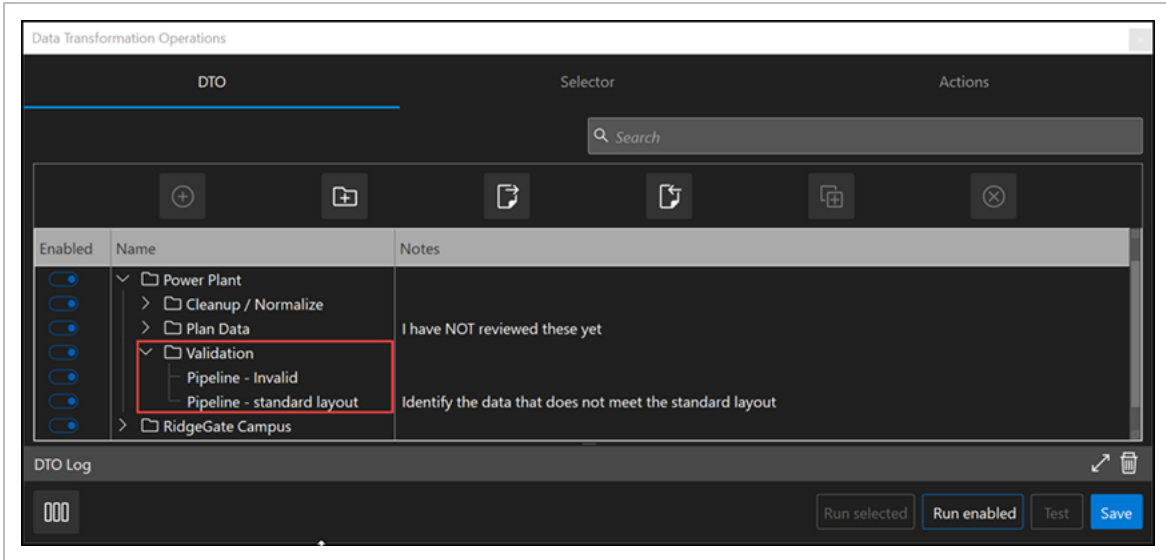 Data Transformation Operations
DTO Selector Actions
Search
Enabled Name Notes
Power Plant
Cleanup / Normalize
Plan Data I have NOT reviewed these yet
Validation
Pipeline - Invalid
Pipeline - standard layout Identify the data that does not meet the standard layout
RidgeGate Campus
DTO Log
Run selected Run enabled Test Save